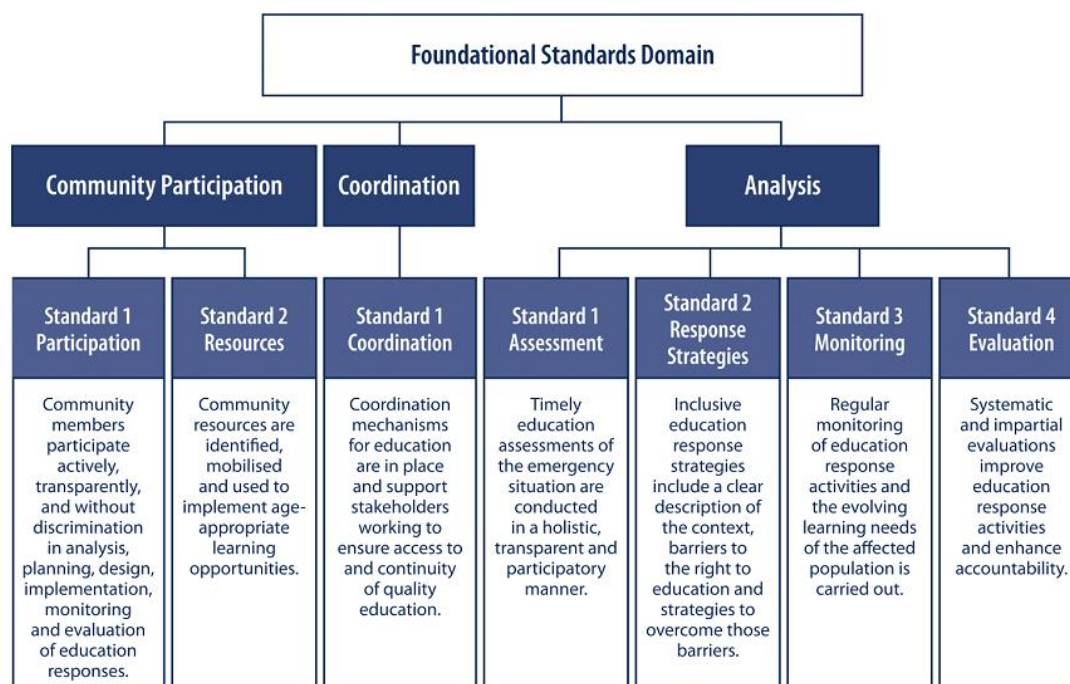 Foundational Standards Domain
Community Participation
Coordination
Analysis
Standard 1
Participation
Community
members
participate
actively,
transparently,
and without
discrimination
in analysis,
planning, design,
implementation,
monitoring
and evaluation
of education
responses.
Standard 2
Resources
Community
resources are
identified,
mobilised
and used to
implement age-
appropriate
learning
opportunities.
Standard 1
Coordination
Coordination
mechanisms
for education
are in place
and support
stakeholders
working to
ensure access to
and continuity
of quality
education.
Standard 1
Assessment
Timely
education
assessments of
the emergency
situation are
conducted
in a holistic,
transparent and
participatory
manner.
Standard 2
Response
Strategies
Inclusive
education
response
strategies
include a clear
description of
the context,
barriers to
the right to
education and
strategies to
overcome those
barriers.
Standard 3
Monitoring
Regular
monitoring
of education
response
activities and
the evolving
learning needs
of the affected
population is
carried out.
Standard 4
Evaluation
Systematic
and impartial
evaluations
improve
education
response
activities
and enhance
accountability.